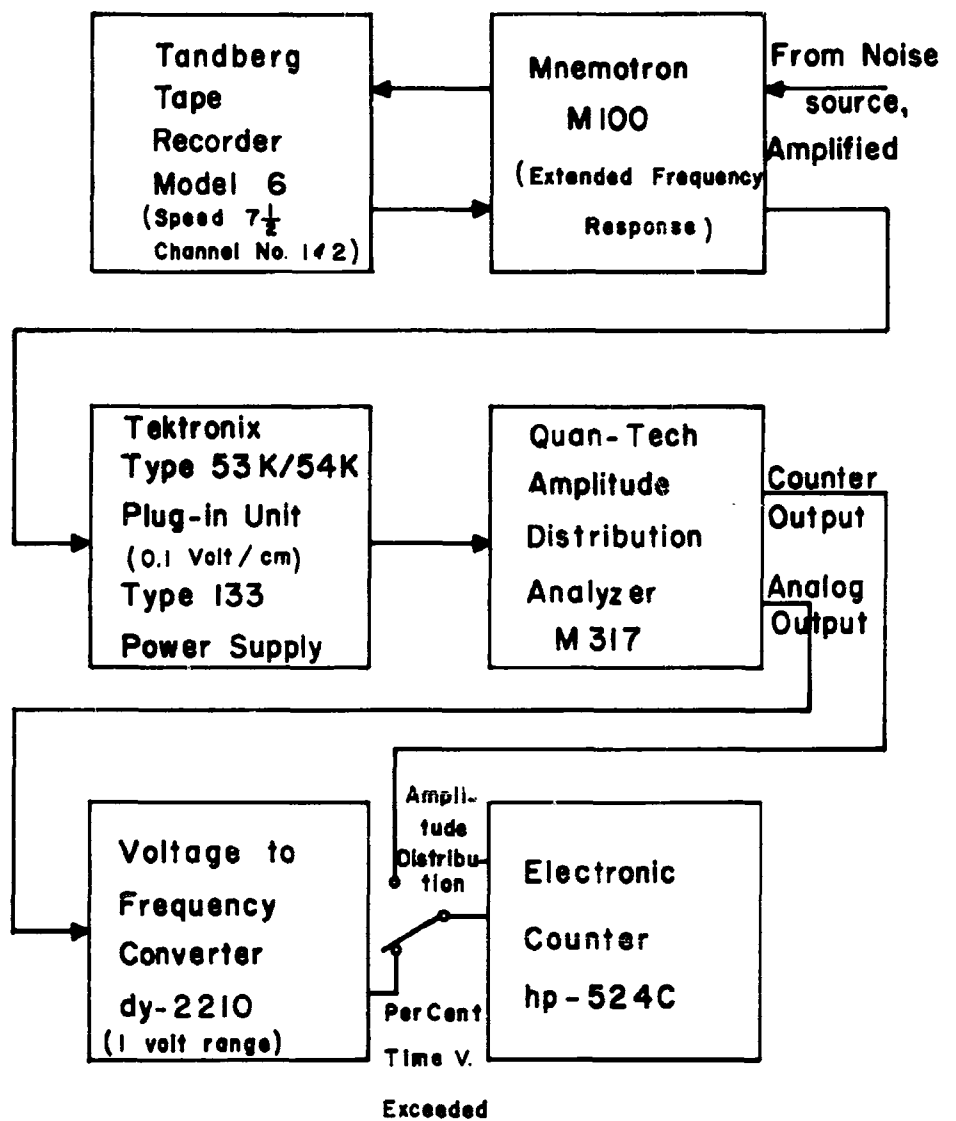 Tandberg
Tape
Recorder
Model 6
(Speed 7½
Channel No. 1 & 2)
Mnemotron
M100
(Extended Frequency
Response)
From Noise
source,
Amplified
Tektronix
Type 53K/54K
Plug-in Unit
(0.1 Volt/cm)
Type 133
Power Supply
Quan-Tech
Amplitude
Distribution
Analyzer
M317
Counter
Output
Analog
Output
Voltage to
Frequency
Converter
dy-2210
(1 volt range)
Ampli-
tude
Distribu-
tion
Per Cent
Time V.
Exceeded
Electronic
Counter
hp-524C